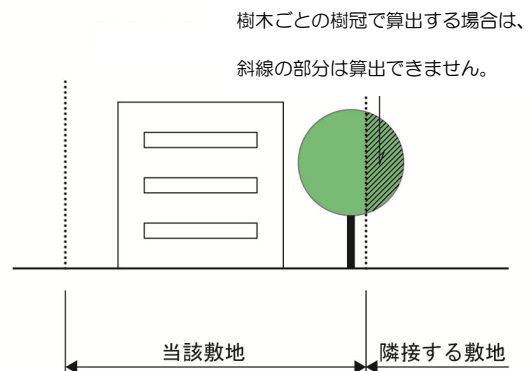 樹木ごとの樹冠で算出する場合は、
斜線の部分は算出できません。
当該敷地
隣接する敷地